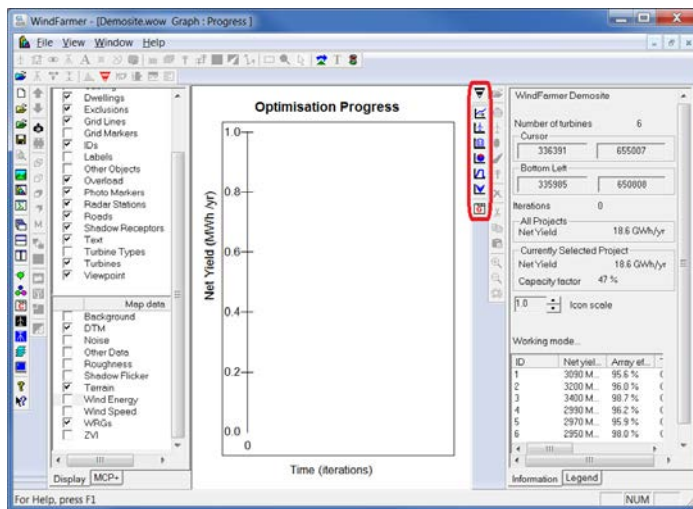 WindFarmer - [Demosite.wow Graph : Progress ]
File View Window Help
Dwellings
Exclusions
Grid Lines
Grid Markers
IDs
Labels
Other Objects
Overload
Photo Markers
Radar Stations
Roads
Shadow Receptors
Text
Turbine Types
Turbines
Viewpoint
Map data
Background
DTM
Noise
Other Data
Roughness
Shadow Flicker
Terrain
Wind Energy
Wind Speed
WRGs
ZVI
Display MCP+
Optimisation Progress
Net Yield (MWh /yr)
1.0
0.8
0.6
0.4
0.2
0.0
0
Time (iterations)
WindFarmer Demosite
Number of turbines 6
Cursor
336391 655007
Bottom Left
335985 650808
Iterations 0
All Projects
Net Yield 18.6 GWh/yr
Currently Selected Project
Net Yield 18.6 GWh/yr
Capacity factor 47 %
1.0 Icon scale
Working mode...
ID Net yiel... Array ef...
1 3090 M... 95.6 %
2 3200 M... 96.0 %
3 3400 M... 98.7 %
4 2990 M... 96.2 %
5 2970 M... 95.9 %
6 2950 M... 98.0 %
Information Legend
For Help, press F1
NUM